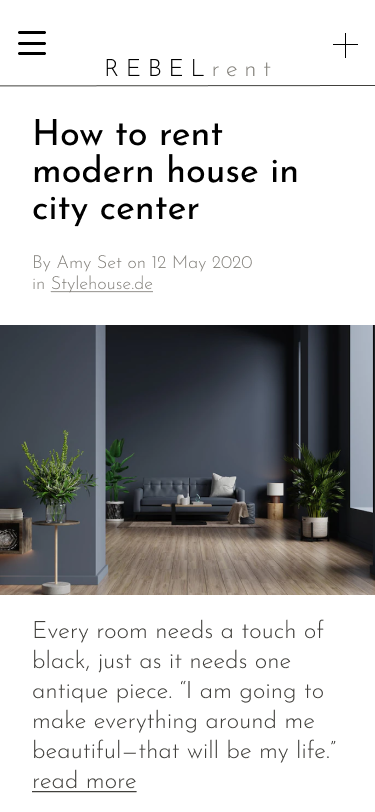 REBELrent
How to rent
modern house in
city center
By Amy Set on 12 May 2020
in Stylehouse.de
Every room needs a touch of
black, just as it needs one
antique piece. “I am going to
make everything around me
beautiful—that will be my life.”
read more